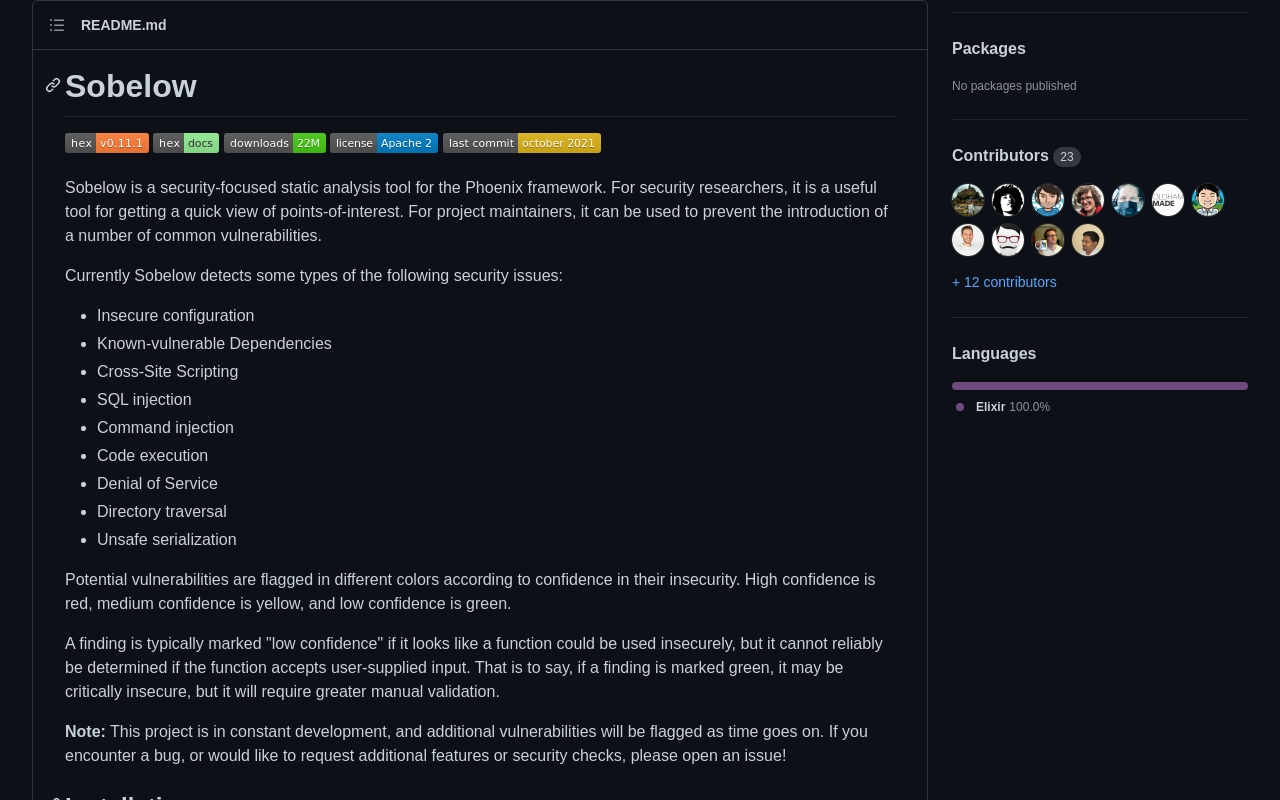 README.md
Sobelow
hex v0.11.1 hex docs downloads 22M license Apache 2 last commit october 2021
Sobelow is a security-focused static analysis tool for the Phoenix framework. For security researchers, it is a useful
tool for getting a quick view of points-of-interest. For project maintainers, it can be used to prevent the introduction of
a number of common vulnerabilities.
Currently Sobelow detects some types of the following security issues:
Insecure configuration
Known-vulnerable Dependencies
Cross-Site Scripting
SQL injection
Command injection
Code execution
Denial of Service
Directory traversal
Unsafe serialization
Potential vulnerabilities are flagged in different colors according to confidence in their insecurity. High confidence is
red, medium confidence is yellow, and low confidence is green.
A finding is typically marked "low confidence" if it looks like a function could be used insecurely, but it cannot reliably
be determined if the function accepts user-supplied input. That is to say, if a finding is marked green, it may be
critically insecure, but it will require greater manual validation.
Note: This project is in constant development, and additional vulnerabilities will be flagged as time goes on. If you
encounter a bug, or would like to request additional features or security checks, please open an issue!
Packages
No packages published
Contributors 23
OLDHAM
MADE
+ 12 contributors
Languages
Elixir 100.0%